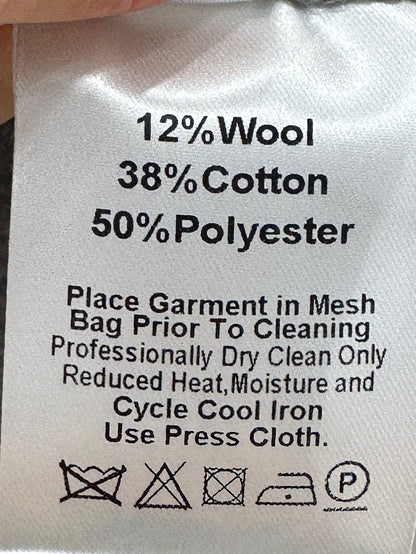 12%Wool
38%Cotton
50%Polyester
Place Garment in Mesh
Bag Prior To Cleaning
Professionally Dry Clean Only
Reduced Heat,Moisture and
Cycle Cool Iron
Use Press Cloth.
P